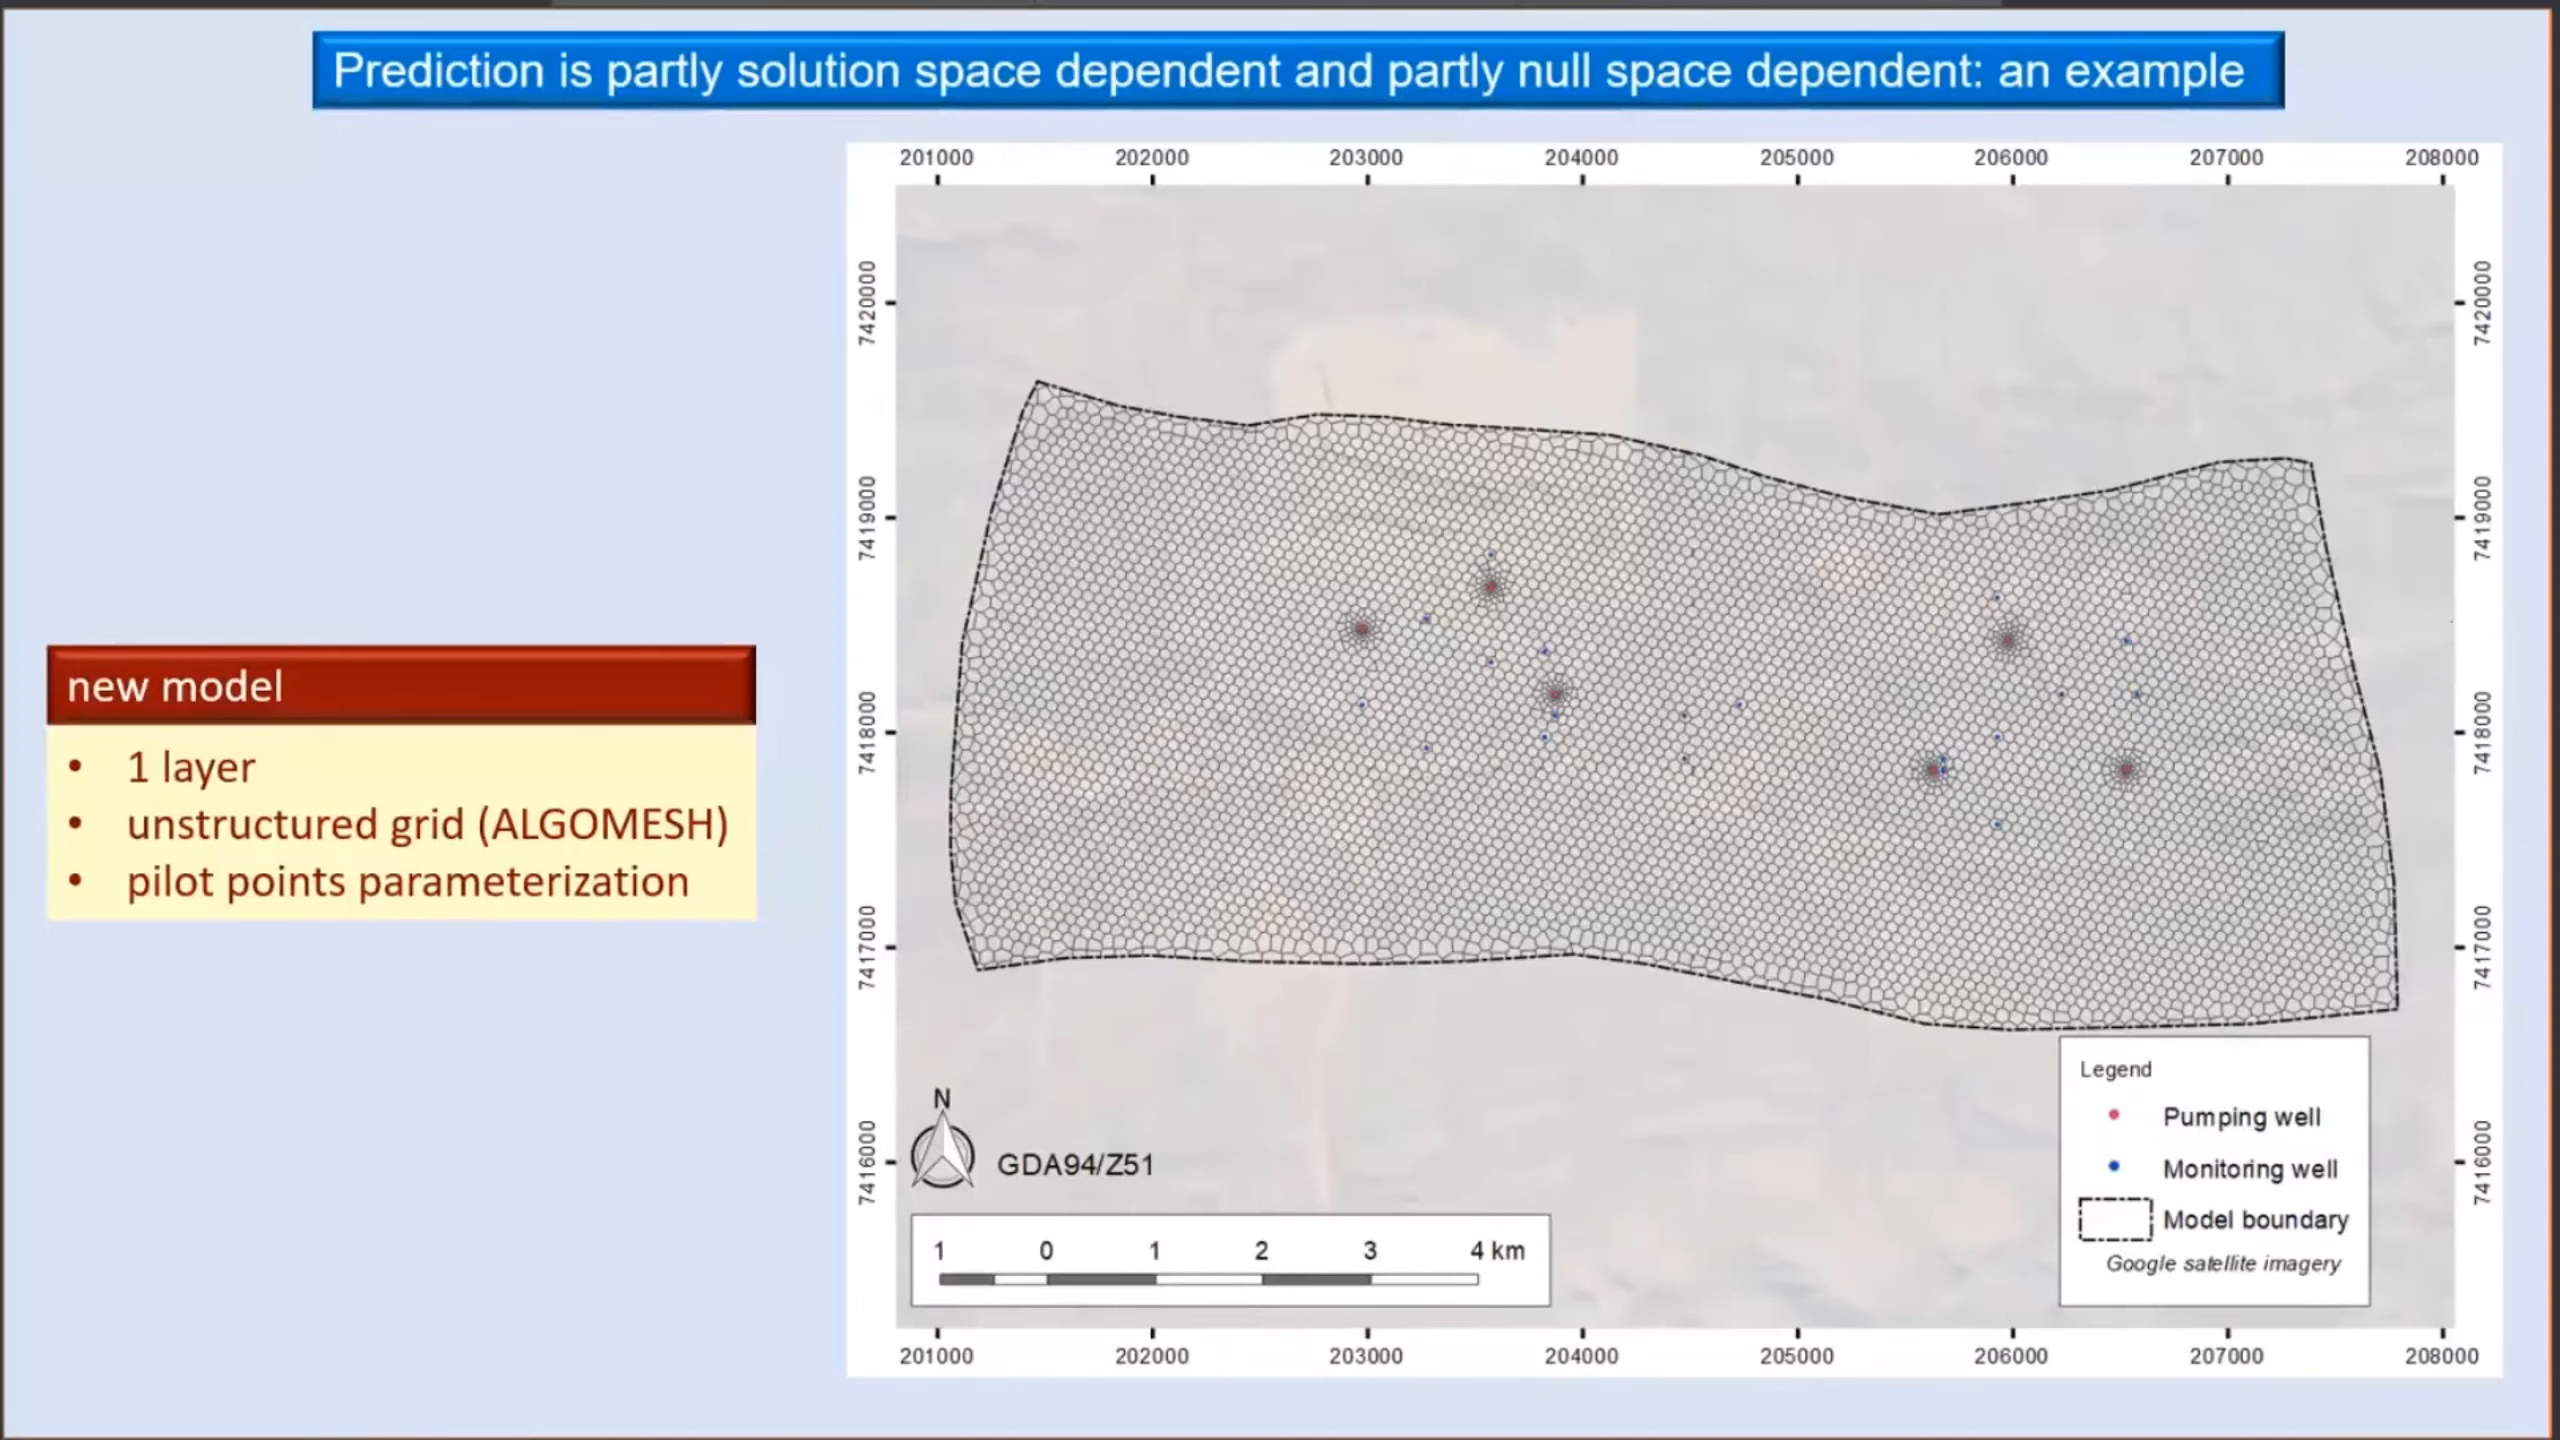 Prediction is partly solution space dependent and partly null space dependent: an example
201000 202000 203000 204000 205000 206000 207000 208000
7420000 7420000
7419000 7419000
7418000 7418000
7417000 7417000
7416000 7416000
new model
• 1 layer
• unstructured grid (ALGOMESH)
• pilot points parameterization
N
GDA94/Z51
1 0 1 2 3 4 km
Legend
Pumping well
Monitoring well
Model boundary
Google satellite imagery
201000 202000 203000 204000 205000 206000 207000 208000